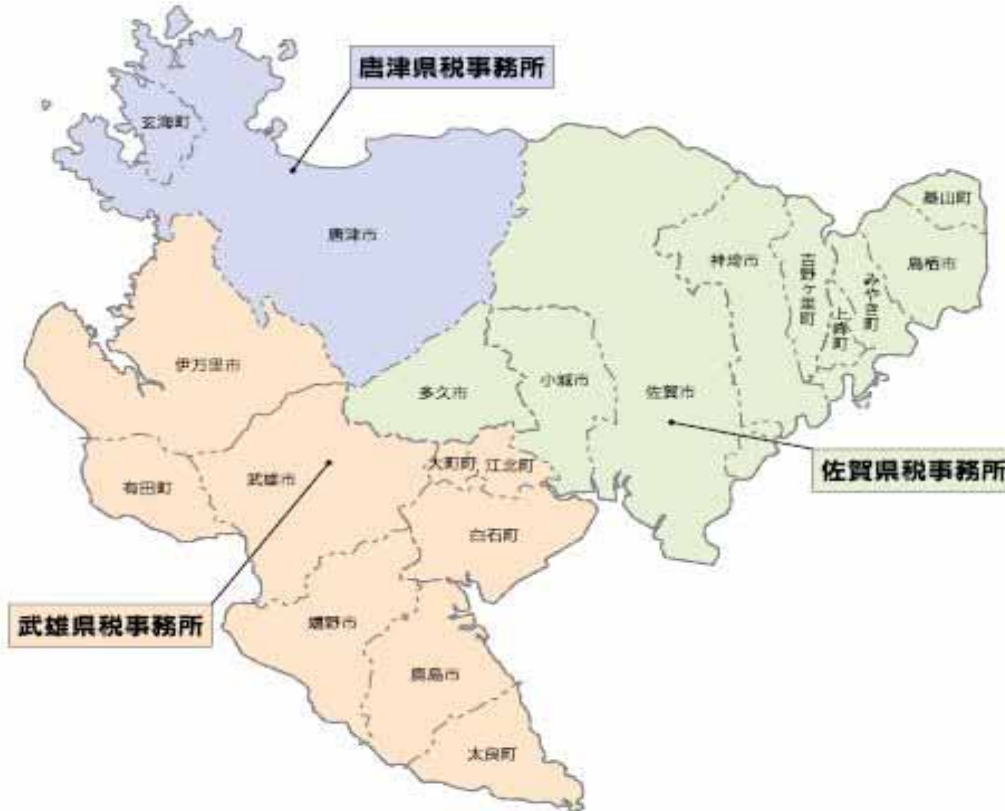 唐津県税事務所
玄海町
唐津市
基山町
鳥栖市
神埼市
吉野ヶ里町
みやき町
上峰町
伊万里市
多久市
小城市
佐賀市
佐賀県税事務所
大町町
江北町
有田町
武雄市
白石町
武雄県税事務所
嬉野市
鹿島市
太良町